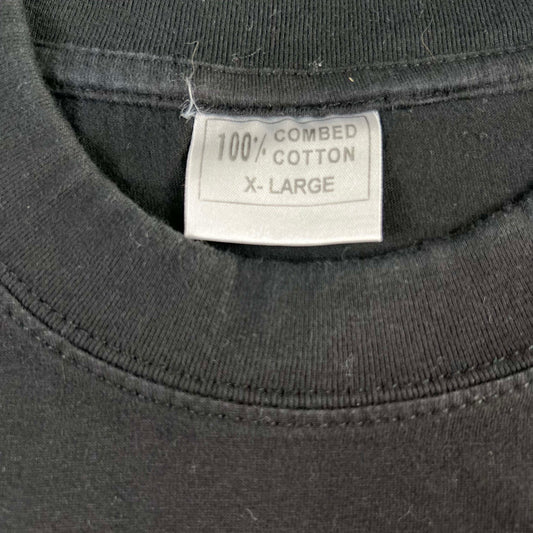 100% COMBED
COTTON
X- LARGE